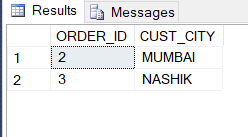 Results Messages
ORDER_ID CUST_CITY
1 2 MUMBAI
2 3 NASHIK